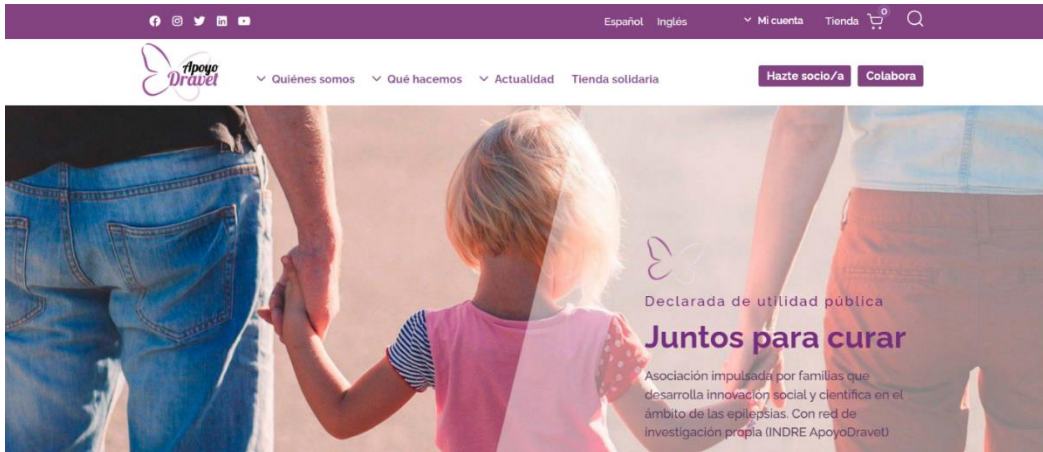 Español Inglés Mi cuenta Tienda 0
Apoyo
Dravet
Quiénes somos Qué hacemos Actualidad Tienda solidaria Hazte socio/a Colabora
Declarada de utilidad pública
Juntos para curar
Asociación impulsada por familias que
desarrolla innovación social y científica en el
ámbito de las epilepsias. Con red de
investigación propia (INDRE ApoyoDravet)